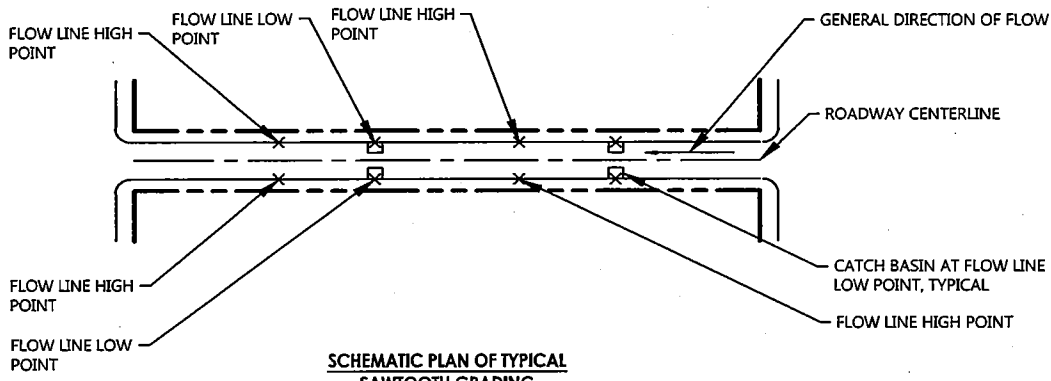 FLOW LINE HIGH
POINT
FLOW LINE LOW
POINT
FLOW LINE HIGH
POINT
GENERAL DIRECTION OF FLOW
ROADWAY CENTERLINE
FLOW LINE HIGH
POINT
FLOW LINE LOW
POINT
CATCH BASIN AT FLOW LINE
LOW POINT, TYPICAL
FLOW LINE HIGH POINT
SCHEMATIC PLAN OF TYPICAL
SAWTOOTH GRADING